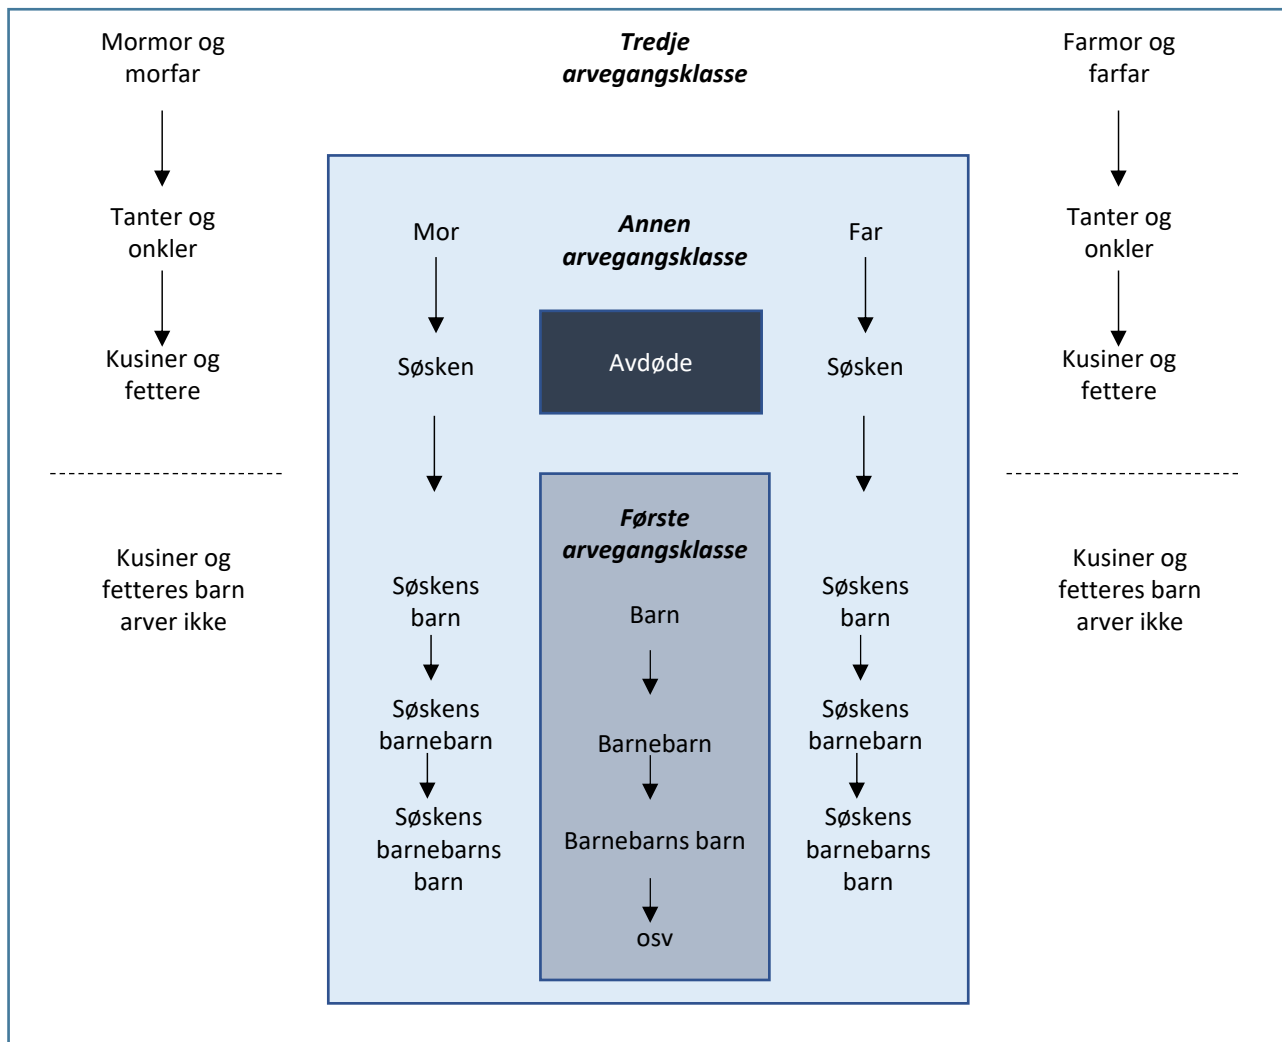 Mormor og
morfar
Tanter og
onkler
Kusiner og
fettere
Kusiner og
fetteres barn
arver ikke
Tredje
arvegangsklasse
Mor
Annen
arvegangsklasse
Far
Søsken
Avdøde
Søsken
Søskens
barn
Søskens
barnebarn
Søskens
barnebarns
barn
Første
arvegangsklasse
Barn
Barnebarn
Barnebarns barn
osv
Søskens
barn
Søskens
barnebarn
Søskens
barnebarns
barn
Farmor og
farfar
Tanter og
onkler
Kusiner og
fettere
Kusiner og
fetteres barn
arver ikke